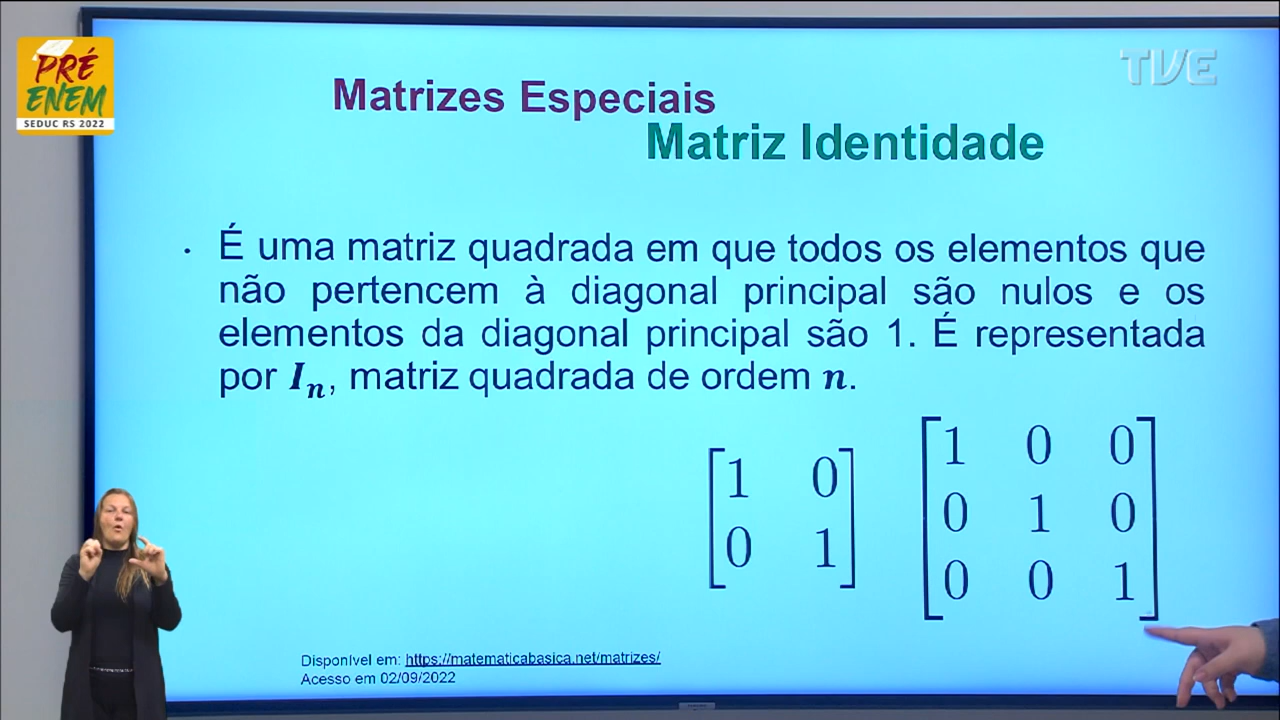 PRÉ
ENEM
SEDUC RS 2022
TVE
Matrizes Especiais
Matriz Identidade
· É uma matriz quadrada em que todos os elementos que
não pertencem à diagonal principal são nulos e os
elementos da diagonal principal são 1. É representada
por Iₙ, matriz quadrada de ordem n.
1 0
0 1
1 0 0
0 1 0
0 0 1
Disponível em: https://matematicabasica.net/matrizes/
Acesso em 02/09/2022